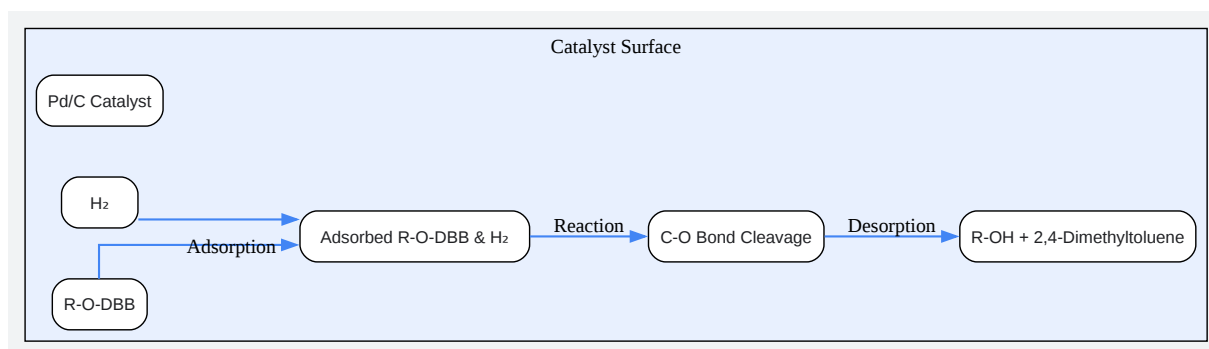 Catalyst Surface
Pd/C Catalyst
H₂
Adsorption
R-O-DBB
Adsorbed R-O-DBB & H₂
Reaction
C-O Bond Cleavage
Desorption
R-OH + 2,4-Dimethyltoluene